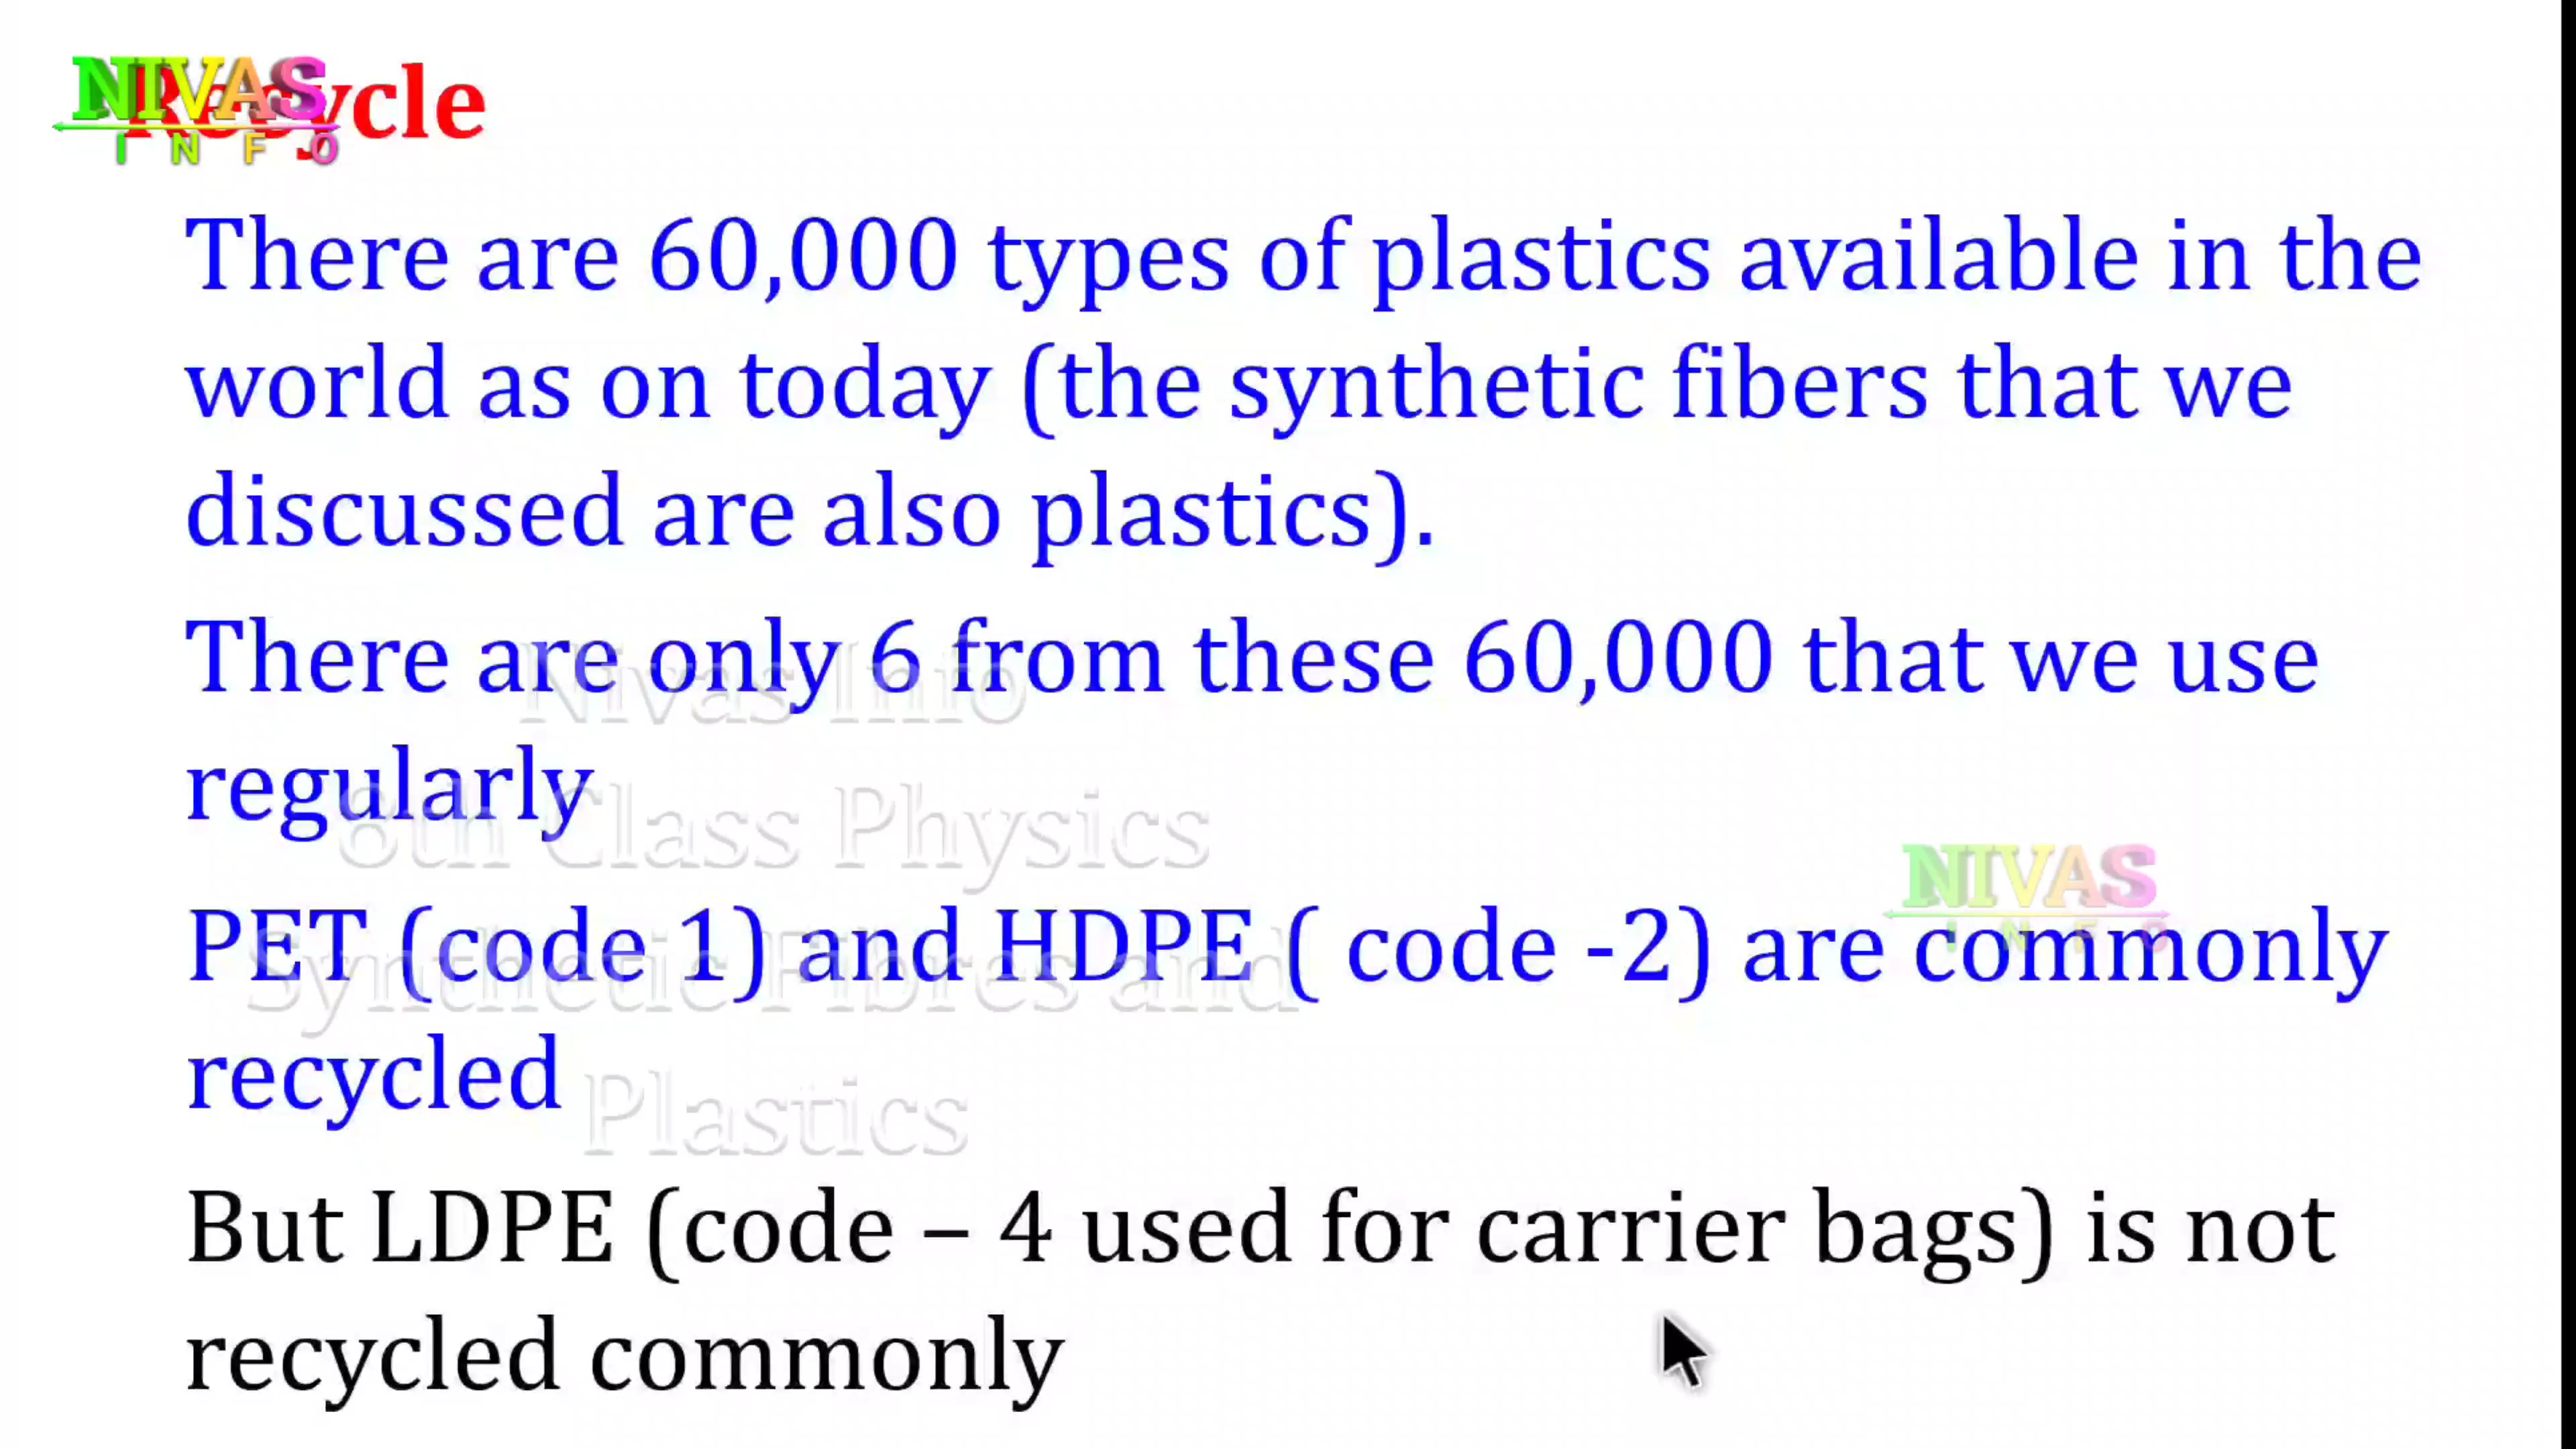 NIVAS
INFO
Recycle
There are 60,000 types of plastics available in the
world as on today (the synthetic fibers that we
discussed are also plastics).
There are only 6 from these 60,000 that we use
regularly
Nivas Info
8th Class Physics
Synthetic Fibres and
Plastics
NIVAS
INFO
PET (code 1) and HDPE ( code -2) are commonly
recycled
But LDPE (code – 4 used for carrier bags) is not
recycled commonly